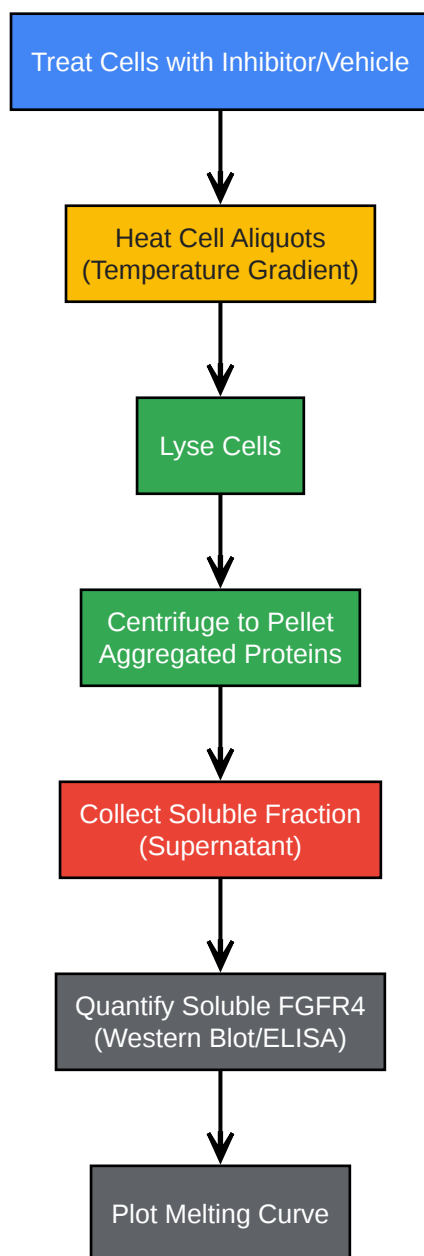 Treat Cells with Inhibitor/Vehicle
Heat Cell Aliquots
(Temperature Gradient)
Lyse Cells
Centrifuge to Pellet
Aggregated Proteins
Collect Soluble Fraction
(Supernatant)
Quantify Soluble FGFR4
(Western Blot/ELISA)
Plot Melting Curve